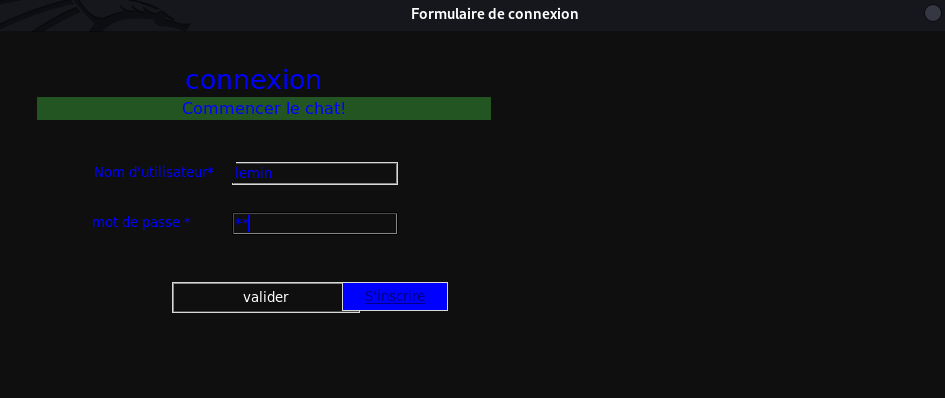 Formulaire de connexion
connexion
Commencer le chat!
Nom d'utilisateur* lemin
mot de passe * **
valider S'inscrire